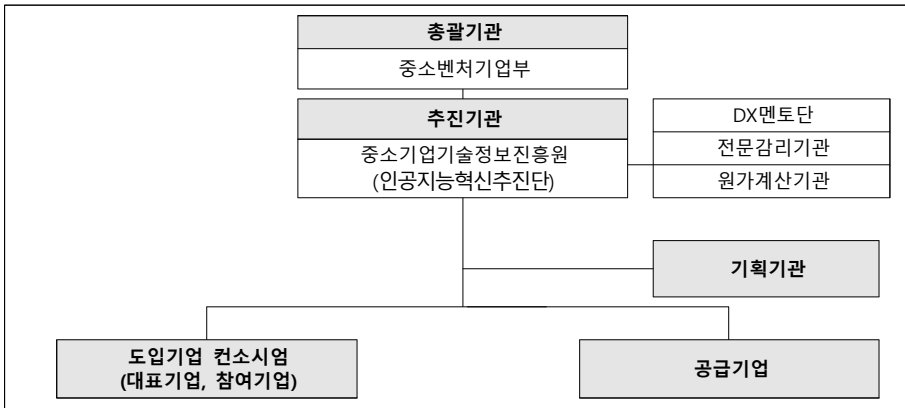 총괄기관
중소벤처기업부
추진기관
중소기업기술정보진흥원
(인공지능혁신추진단)
DX멘토단
전문감리기관
원가계산기관
기획기관
도입기업 컨소시엄
(대표기업, 참여기업)
공급기업